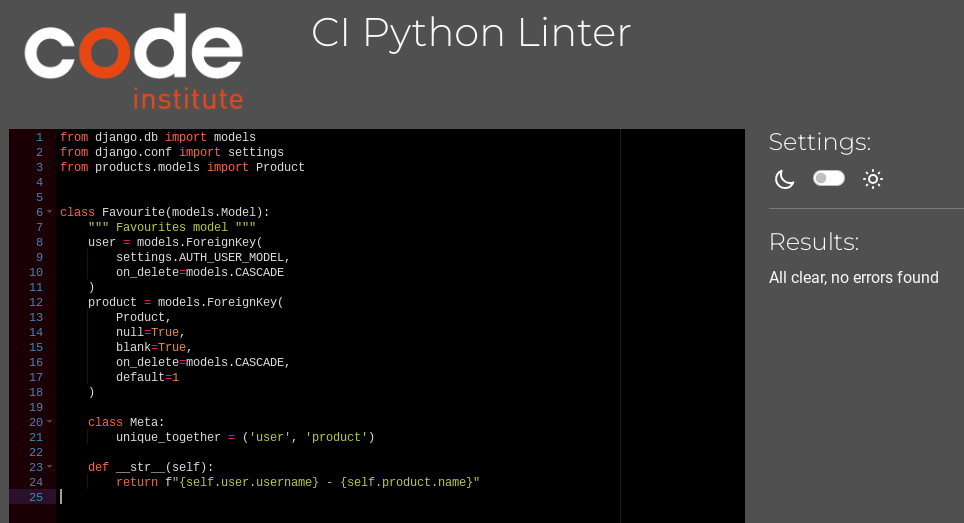 code
institute
CI Python Linter
1 from django.db import models
2 from django.conf import settings
3 from products.models import Product
4
5
6 class Favourite(models.Model):
7     """ Favourites model """
8     user = models.ForeignKey(
9         settings.AUTH_USER_MODEL,
10         on_delete=models.CASCADE
11     )
12     product = models.ForeignKey(
13         Product,
14         null=True,
15         blank=True,
16         on_delete=models.CASCADE,
17         default=1
18     )
19
20     class Meta:
21         unique_together = ('user', 'product')
22
23     def __str__(self):
24         return f"{self.user.username} - {self.product.name}"
25
Settings:
Results:
All clear, no errors found